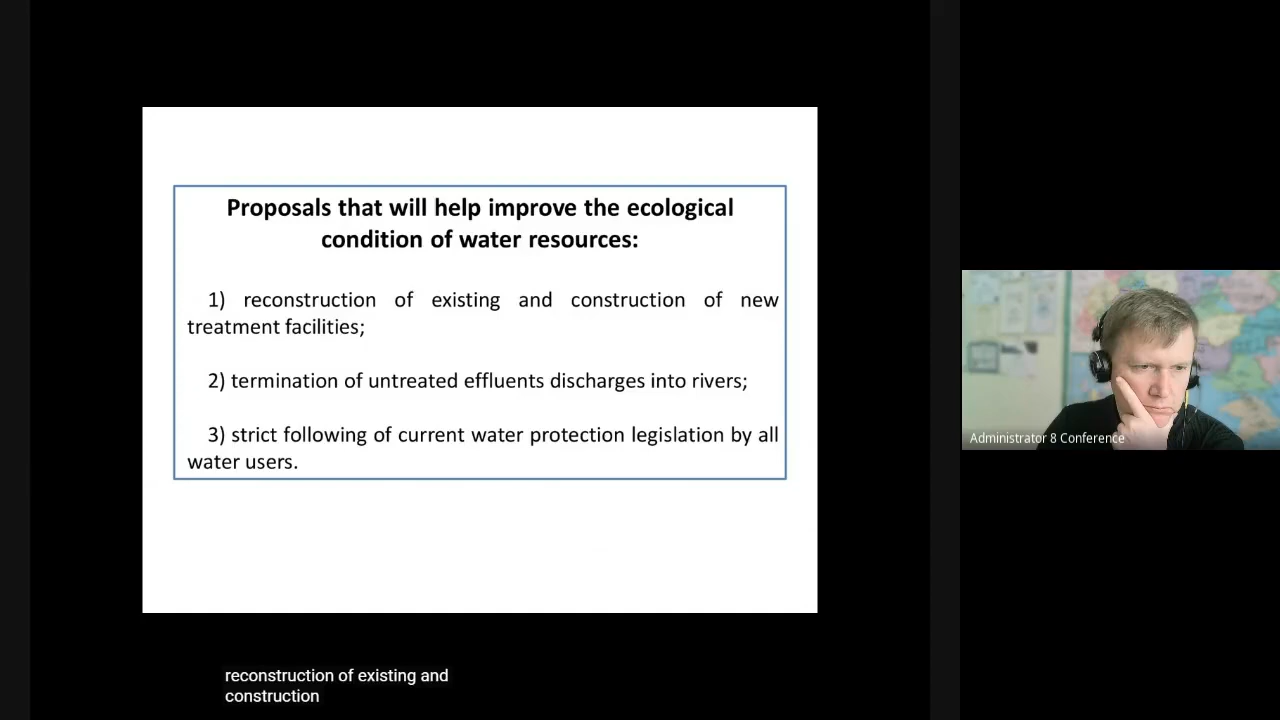 Proposals that will help improve the ecological
condition of water resources:
1) reconstruction of existing and construction of new
treatment facilities;
2) termination of untreated effluents discharges into rivers;
3) strict following of current water protection legislation by all
water users.
Administrator 8 Conference
reconstruction of existing and
construction